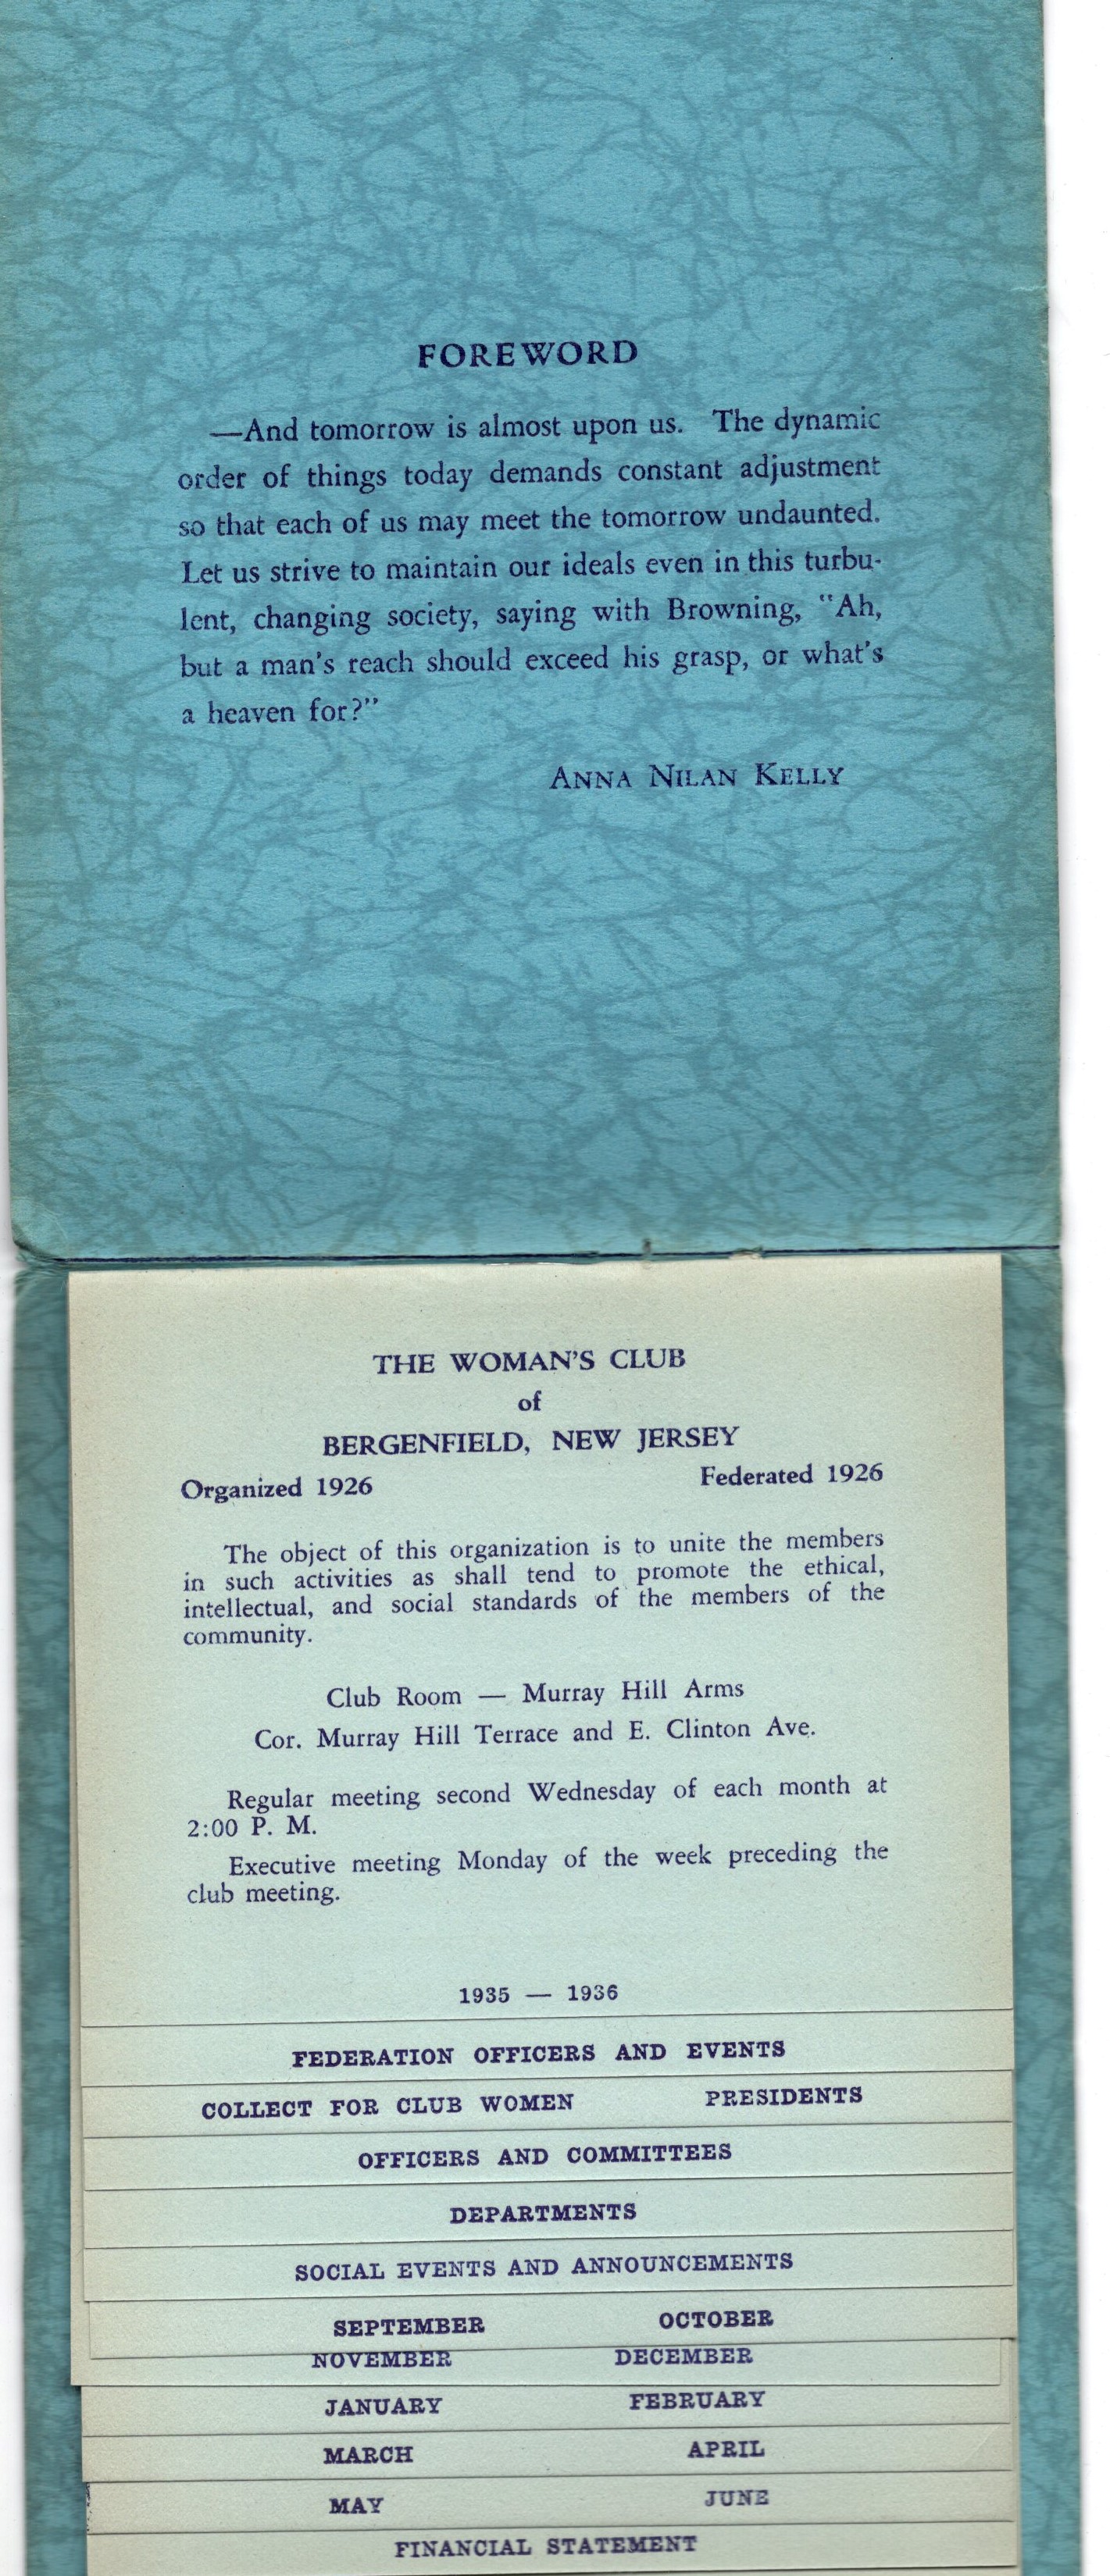 FOREWORD
—And tomorrow is almost upon us. The dynamic
order of things today demands constant adjustment
so that each of us may meet the tomorrow undaunted.
Let us strive to maintain our ideals even in this turbu-
lent, changing society, saying with Browning, "Ah,
but a man's reach should exceed his grasp, or what's
a heaven for?"
ANNA NILAN KELLY
THE WOMAN'S CLUB
of
BERGENFIELD, NEW JERSEY
Organized 1926 Federated 1926
The object of this organization is to unite the members
in such activities as shall tend to promote the ethical,
intellectual, and social standards of the members of the
community.
Club Room — Murray Hill Arms
Cor. Murray Hill Terrace and E. Clinton Ave.
Regular meeting second Wednesday of each month at
2:00 P. M.
Executive meeting Monday of the week preceding the
club meeting.
1935 — 1936
FEDERATION OFFICERS AND EVENTS
COLLECT FOR CLUB WOMEN PRESIDENTS
OFFICERS AND COMMITTEES
DEPARTMENTS
SOCIAL EVENTS AND ANNOUNCEMENTS
SEPTEMBER OCTOBER
NOVEMBER DECEMBER
JANUARY FEBRUARY
MARCH APRIL
MAY JUNE
FINANCIAL STATEMENT